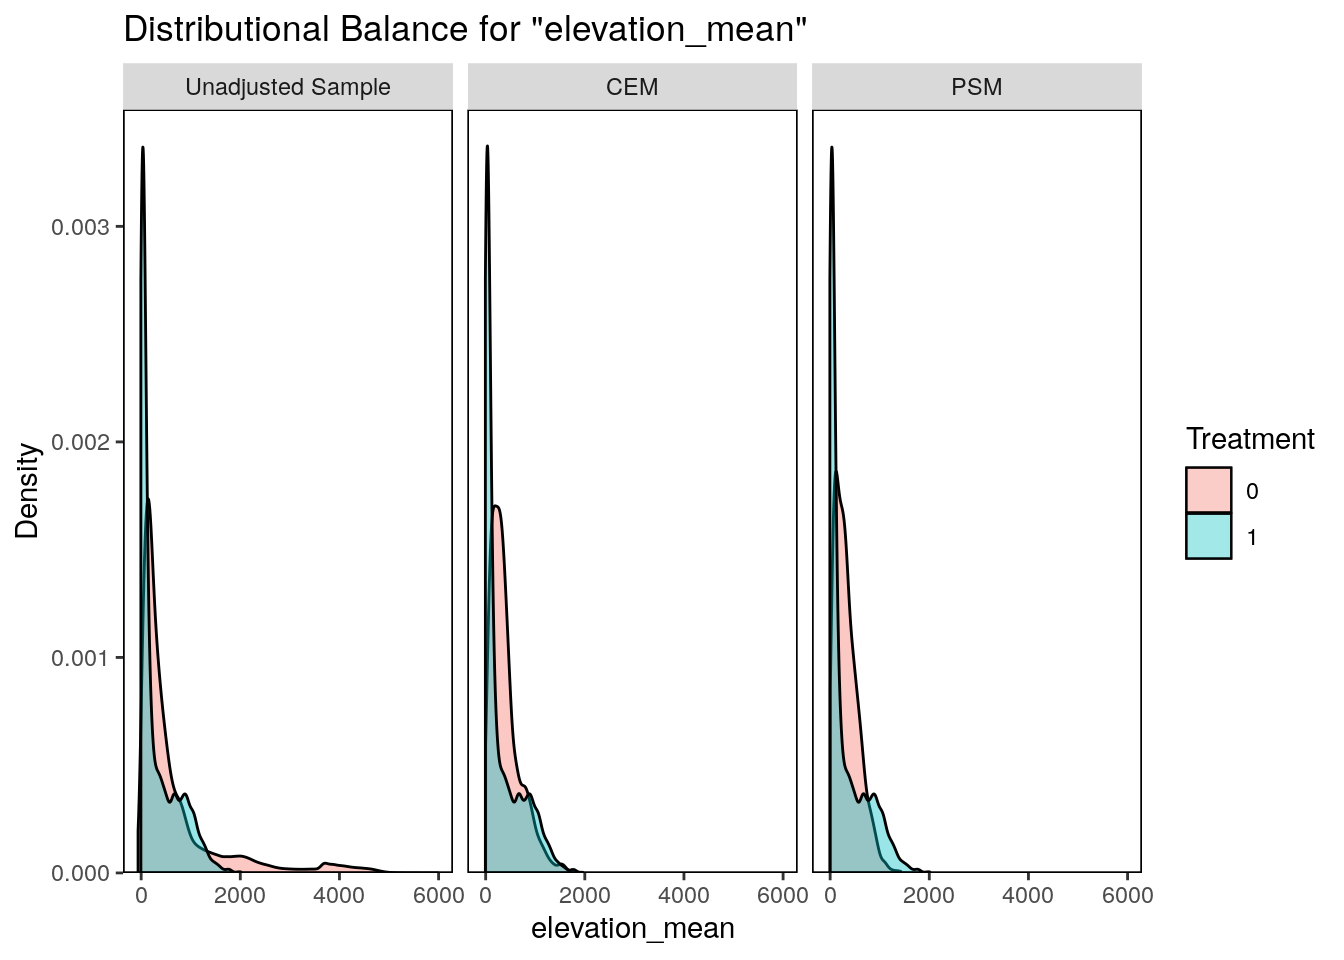 Distributional Balance for "elevation_mean"
Unadjusted Sample
CEM
PSM
Density
0.003
0.002
0.001
0.000
0 2000 4000 6000
0 2000 4000 6000
0 2000 4000 6000
elevation_mean
Treatment
0
1